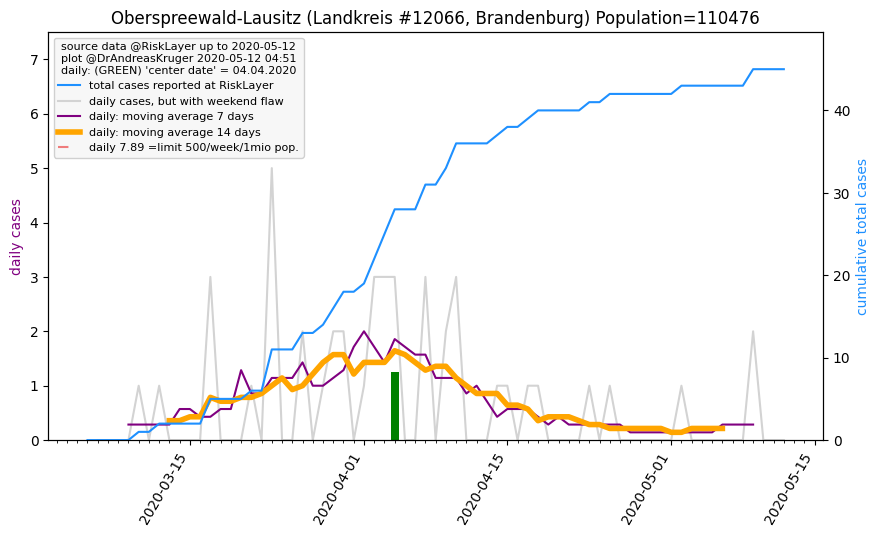 Oberspreewald-Lausitz (Landkreis #12066, Brandenburg) Population=110476
source data @RiskLayer up to 2020-05-12
plot @DrAndreasKruger 2020-05-12 04:51
daily: (GREEN) 'center date' = 04.04.2020
total cases reported at RiskLayer
daily cases, but with weekend flaw
daily: moving average 7 days
daily: moving average 14 days
daily 7.89 =limit 500/week/1mio pop.
daily cases
7
6
5
4
3
2
1
0
cumulative total cases
40
30
20
10
0
2020-03-15
2020-04-01
2020-04-15
2020-05-01
2020-05-15